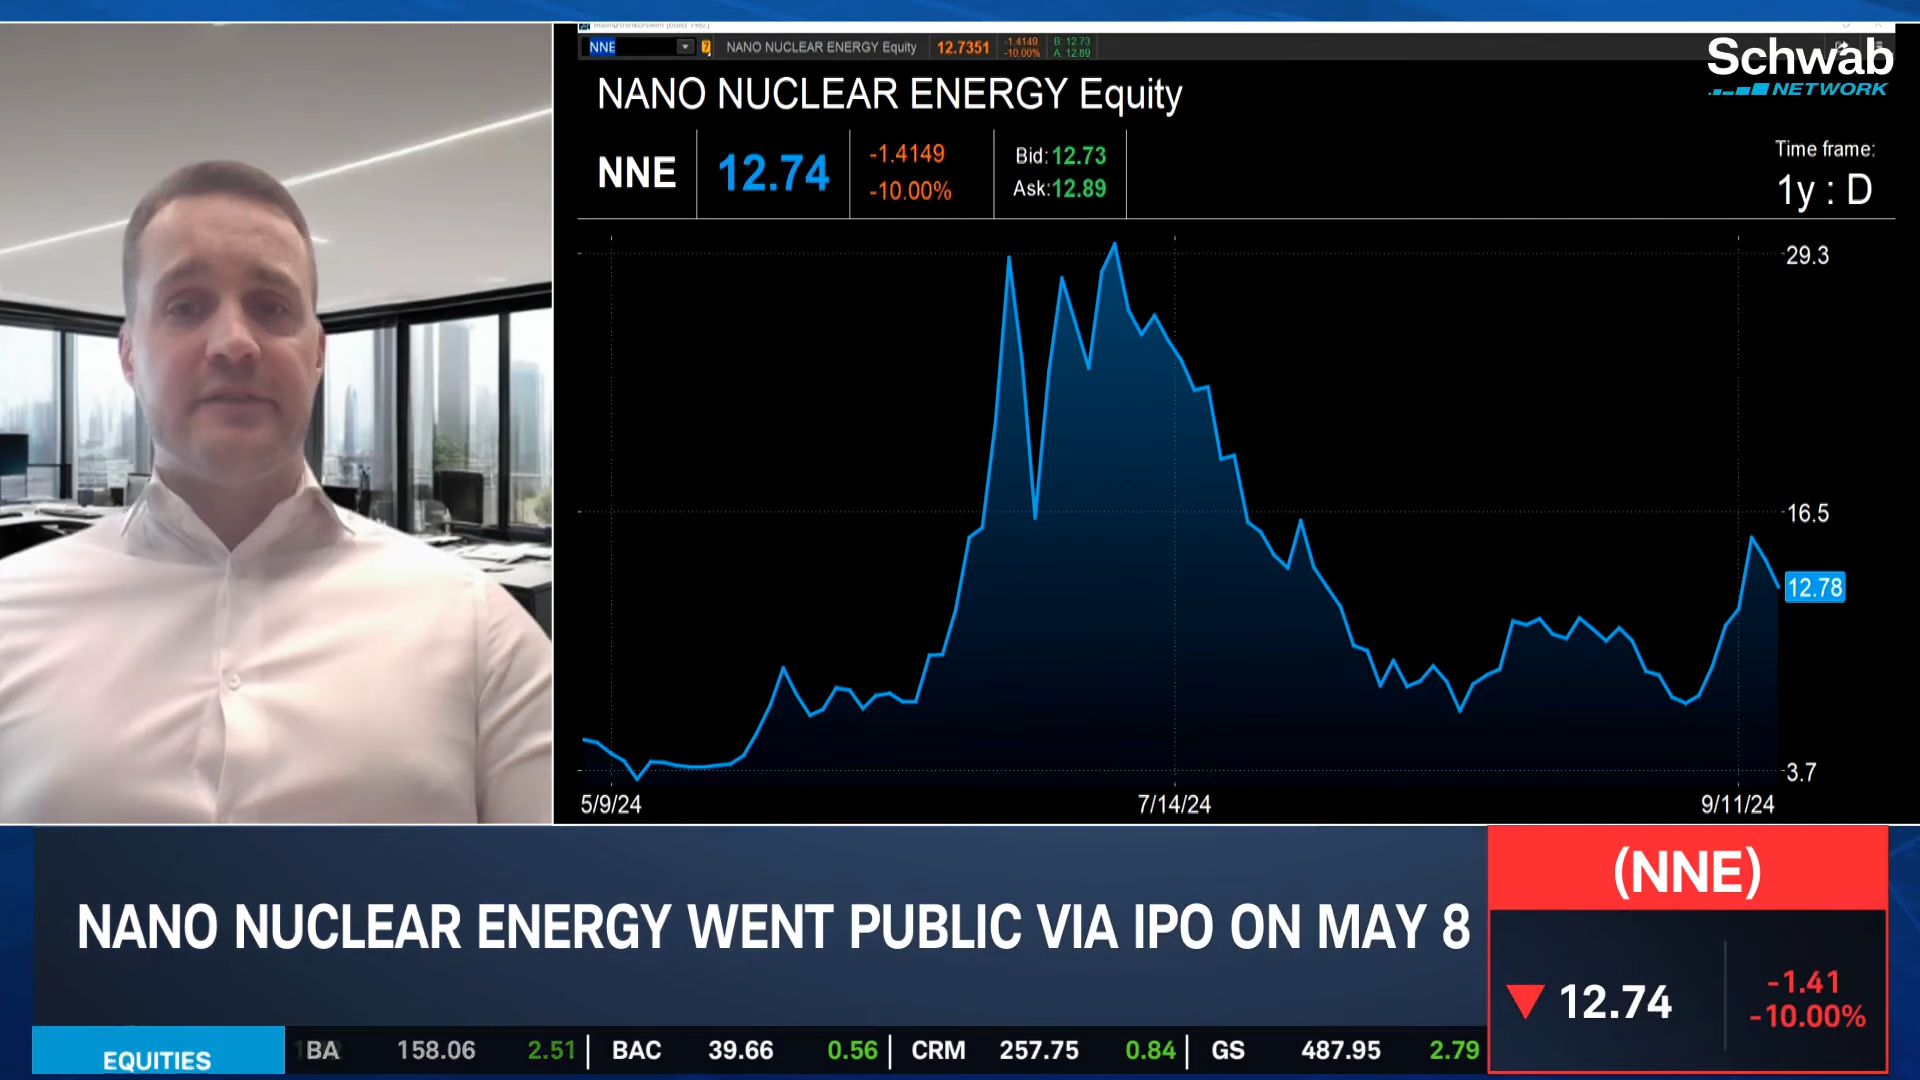 NNE
NANO NUCLEAR ENERGY Equity
12.7351
-1.4149
-10.00%
B: 12.73
A: 12.89
Schwab
NETWORK
NANO NUCLEAR ENERGY Equity
NNE
12.74
-1.4149
-10.00%
Bid: 12.73
Ask: 12.89
Time frame:
1y : D
29.3
16.5
12.78
3.7
5/9/24
7/14/24
9/11/24
NANO NUCLEAR ENERGY WENT PUBLIC VIA IPO ON MAY 8
(NNE)
12.74
-1.41
-10.00%
EQUITIES
BA 158.06 2.51 BAC 39.66 0.56 CRM 257.75 0.84 GS 487.95 2.79